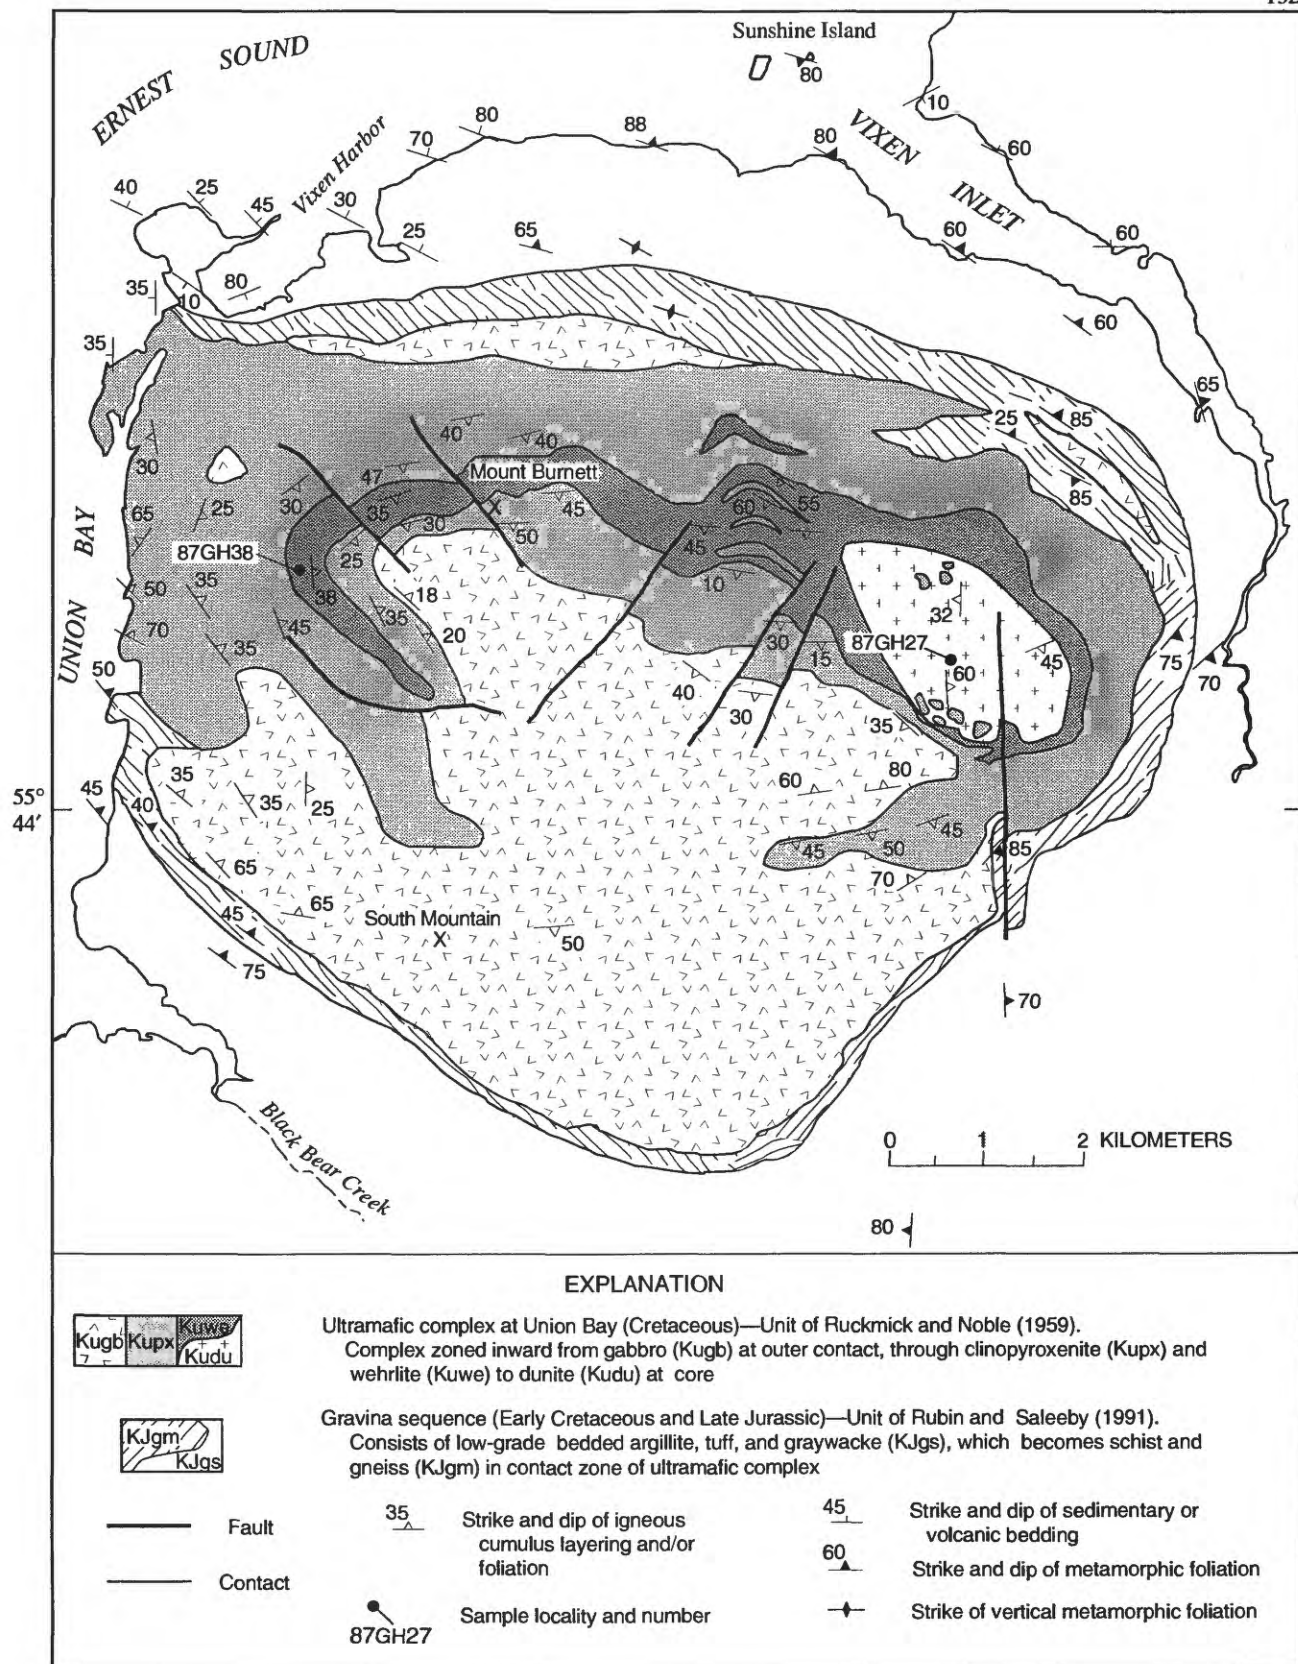 132
ERNEST SOUND
Sunshine Island
80
10
VIXEN INLET
60
80
70
80
88
Vixen Harbor
40
25
45
30
25
65
60
60
60
35
80
10
35
65
40
40
25
85
47
Mount Burnett
30
35
30
45
55
60
85
30
25
65
50
UNION BAY
87GH38
25
45
10
32
50
35
38
18
35
20
45
30
15
87GH27
60
45
75
70
70
35
50
40
30
35
55°
44'
45
40
35
35
25
60
80
45
45
50
85
70
65
65
South Mountain
X
45
75
50
70
Black Bear Creek
0 1 2 KILOMETERS
80
EXPLANATION
Kugb Kupx Kuwe Kudu
Ultramafic complex at Union Bay (Cretaceous)—Unit of Ruckmick and Noble (1959).
Complex zoned inward from gabbro (Kugb) at outer contact, through clinopyroxenite (Kupx) and
wehrlite (Kuwe) to dunite (Kudu) at core
KJgm KJgs
Gravina sequence (Early Cretaceous and Late Jurassic)—Unit of Rubin and Saleeby (1991).
Consists of low-grade bedded argillite, tuff, and graywacke (KJgs), which becomes schist and
gneiss (KJgm) in contact zone of ultramafic complex
Fault
Contact
35
Strike and dip of igneous
cumulus layering and/or
foliation
87GH27
Sample locality and number
45
Strike and dip of sedimentary or
volcanic bedding
60
Strike and dip of metamorphic foliation
Strike of vertical metamorphic foliation